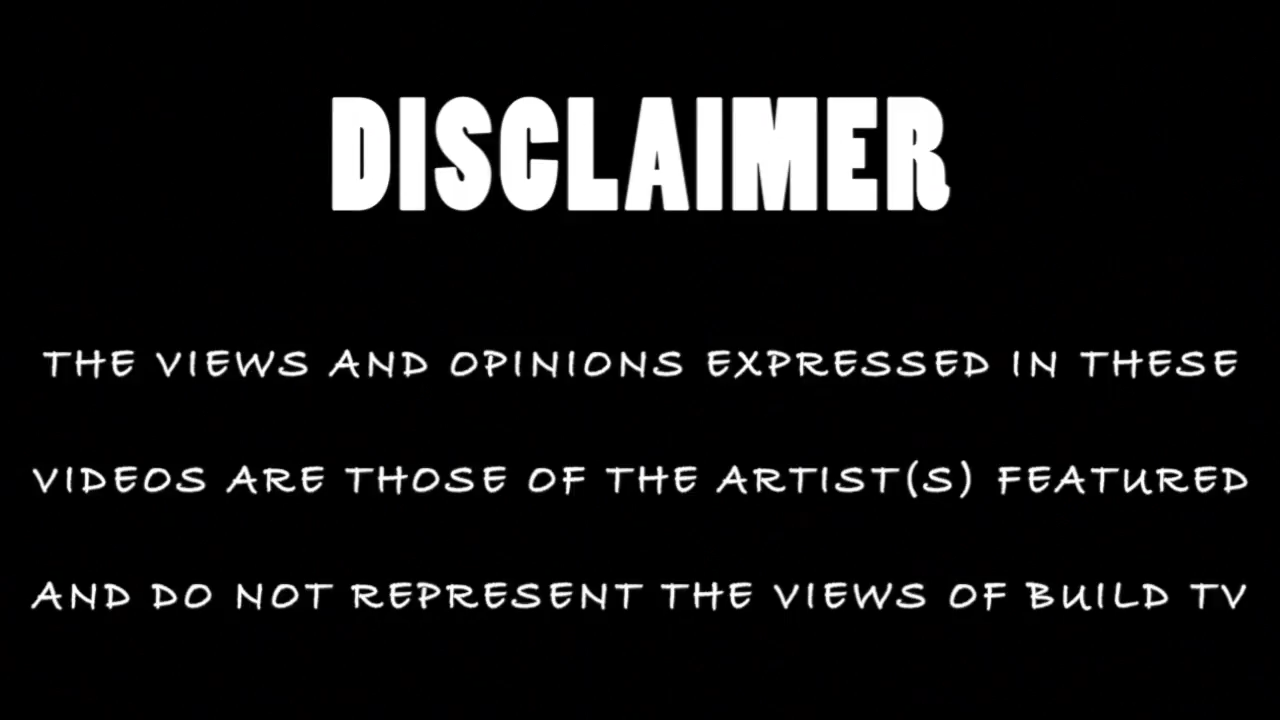 DISCLAIMER
THE VIEWS AND OPINIONS EXPRESSED IN THESE
VIDEOS ARE THOSE OF THE ARTIST(S) FEATURED
AND DO NOT REPRESENT THE VIEWS OF BUILD TV